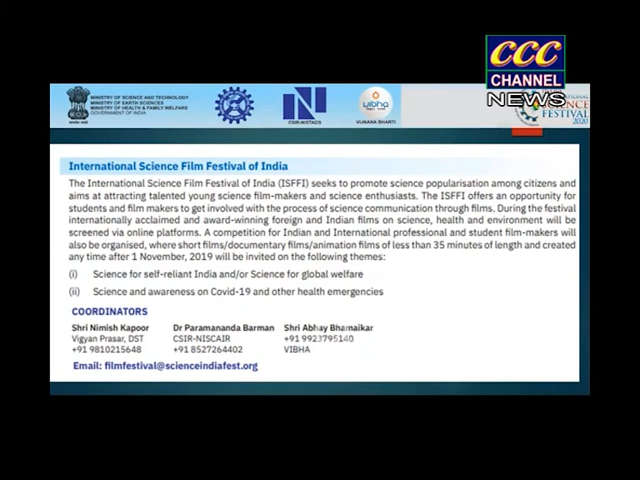 CCC
CHANNEL
NEWS
MINISTRY OF SCIENCE AND TECHNOLOGY
MINISTRY OF EARTH SCIENCES
MINISTRY OF HEALTH & FAMILY WELFARE
GOVERNMENT OF INDIA
CSIR-NISTADS
vibha
VIJNANA BHARTI
FESTIVAL
2020
International Science Film Festival of India
The International Science Film Festival of India (ISFFI) seeks to promote science popularisation among citizens and
aims at attracting talented young science film-makers and science enthusiasts. The ISFFI offers an opportunity for
students and film makers to get involved with the process of science communication through films. During the festival
internationally acclaimed and award-winning foreign and Indian films on science, health and environment will be
screened via online platforms. A competition for Indian and International professional and student film-makers will
also be organised, where short films/documentary films/animation films of less than 35 minutes of length and created
any time after 1 November, 2019 will be invited on the following themes:
(i) Science for self-reliant India and/or Science for global welfare
(ii) Science and awareness on Covid-19 and other health emergencies
COORDINATORS
Shri Nimish Kapoor Dr Paramananda Barman Shri Abhay Bhamaikar
Vigyan Prasar, DST CSIR-NISCAIR +91 9923795140
+91 9810215648 +91 8527264402 VIBHA
Email: filmfestival@scienceindiafest.org